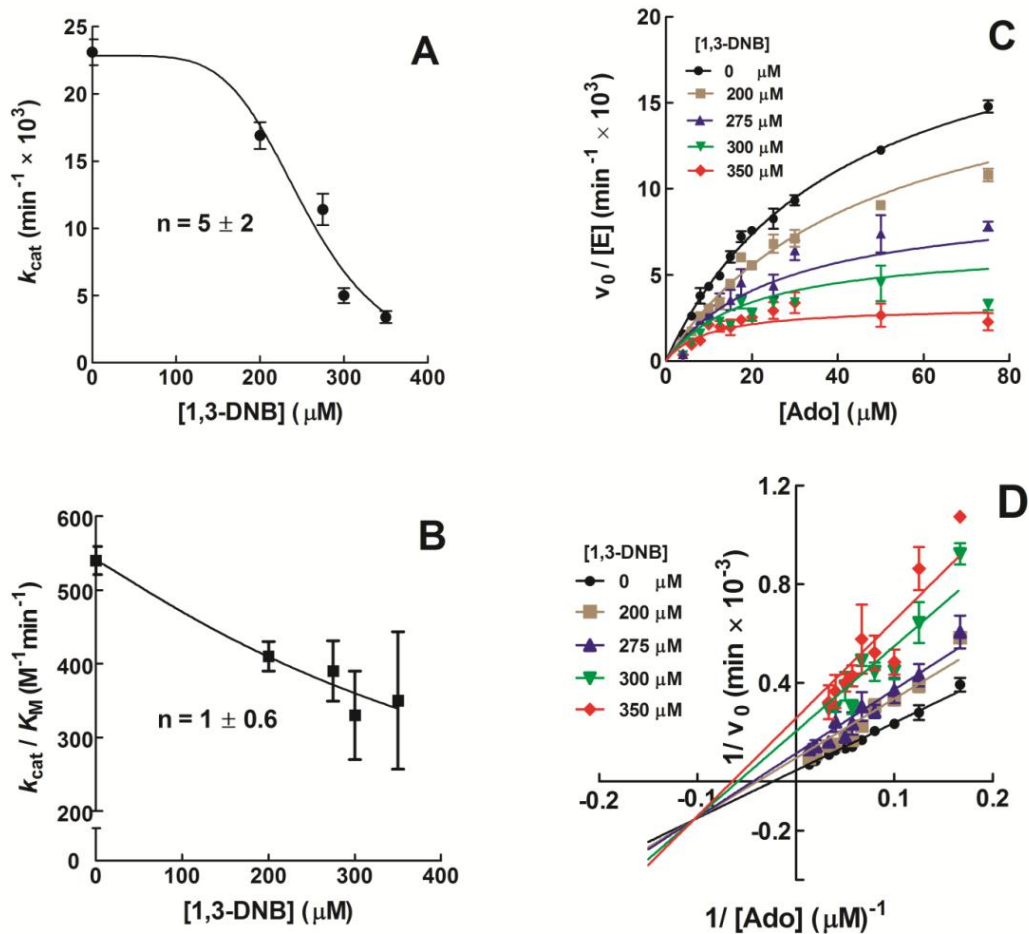 A
k_cat (min⁻¹ × 10³)
25
20
15
10
5
0
n = 5 ± 2
0 100 200 300 400
[1,3-DNB] (μM)
C
v₀ / [E] (min⁻¹ × 10³)
20
15
10
5
0
[1,3-DNB]
0 μM
200 μM
275 μM
300 μM
350 μM
0 20 40 60 80
[Ado] (μM)
B
k_cat / K_M (M⁻¹min⁻¹)
600
500
400
300
200
0
n = 1 ± 0.6
0 100 200 300 400
[1,3-DNB] (μM)
D
1/ v₀ (min × 10⁻³)
1.2
0.8
0.4
-0.2
[1,3-DNB]
0 μM
200 μM
275 μM
300 μM
350 μM
-0.2 -0.1 0.0 0.1 0.2
1/ [Ado] (μM)⁻¹